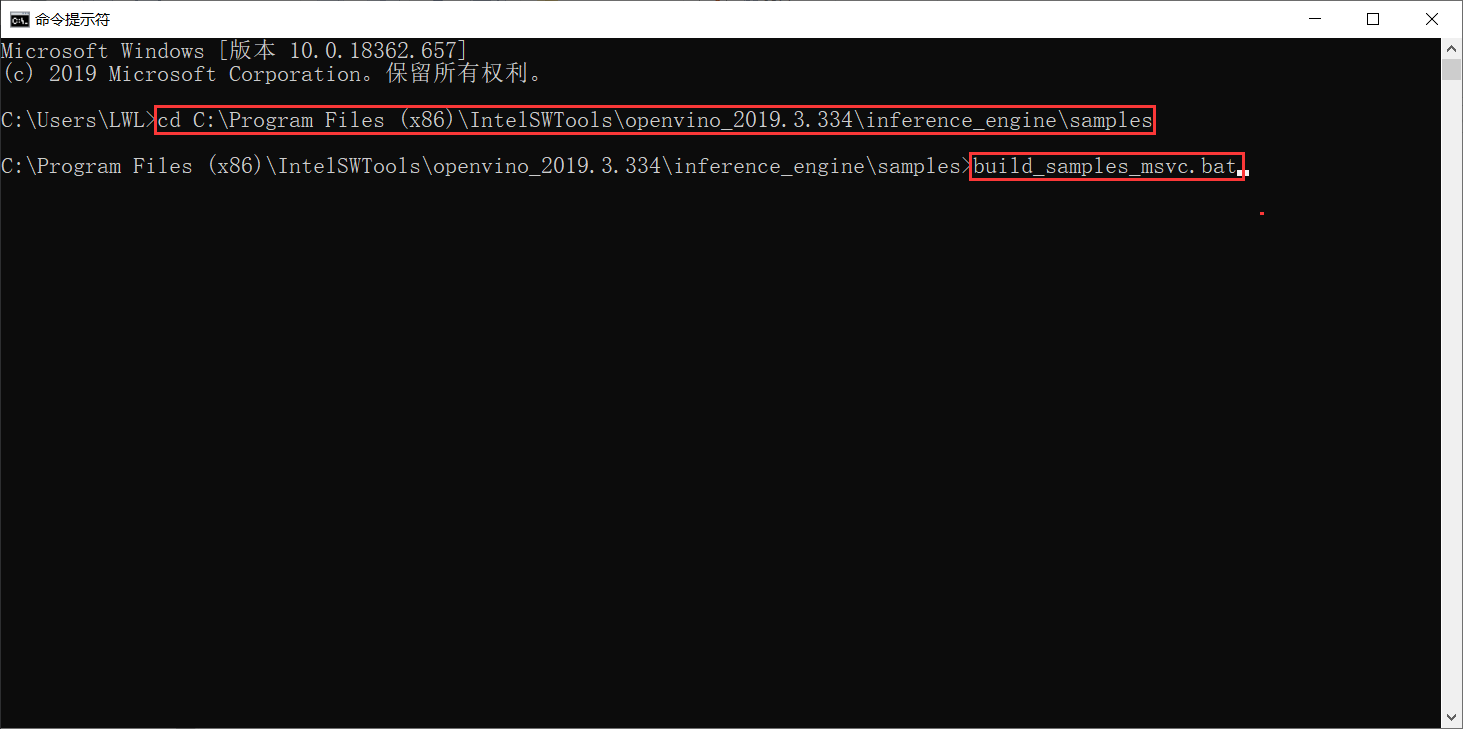 命令提示符
Microsoft Windows [版本 10.0.18362.657]
(c) 2019 Microsoft Corporation。保留所有权利。
C:\Users\LWL>cd C:\Program Files (x86)\IntelSWTools\openvino_2019.3.334\inference_engine\samples
C:\Program Files (x86)\IntelSWTools\openvino_2019.3.334\inference_engine\samples>build_samples_msvc.bat